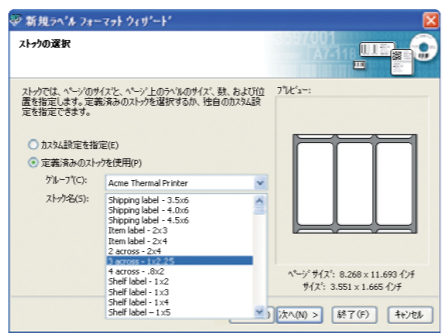 新規ラベル フォーマット ウィザード
ストックの選択
ストックでは、ページのサイズと、ページ上のラベルのサイズ、数、および位
置を指定します。定義済みのストックを選択するか、独自のカスタム設
定を指定できます。
プレビュー:
カスタム設定を指定(E)
定義済みのストックを使用(P)
グループ(C):
Acme Thermal Printer
ストック名(S):
Shipping label - 3.5x6
Shipping label - 4.0x6
Shipping label - 4.5x6
Item label - 2x3
Item label - 2x4
2 across - 2x4
3 across - 1x2.25
4 across - .8x2
Shelf label - 1x2
Shelf label - 1x3
Shelf label - 1x4
Shelf label - 1x5
ページ サイズ: 8.268 x 11.693 インチ
サイズ: 3.551 x 1.665 インチ
次へ(N) >
終了(F)
キャンセル